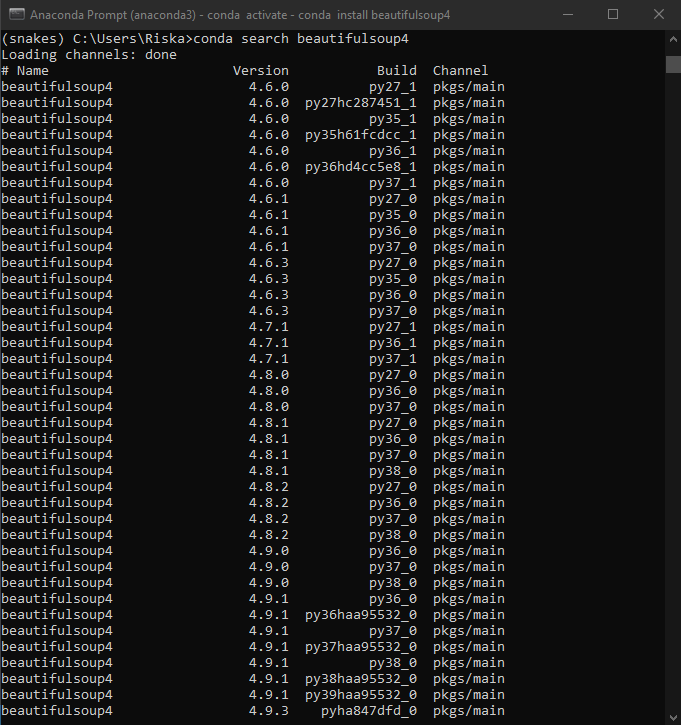 Anaconda Prompt (anaconda3) - conda  activate - conda  install beautifulsoup4
(snakes) C:\Users\Riska>conda search beautifulsoup4
Loading channels: done
# Name                       Version           Build  Channel
beautifulsoup4                 4.6.0          py27_1  pkgs/main
beautifulsoup4                 4.6.0  py27hc287451_1  pkgs/main
beautifulsoup4                 4.6.0          py35_1  pkgs/main
beautifulsoup4                 4.6.0  py35h61fcdcc_1  pkgs/main
beautifulsoup4                 4.6.0          py36_1  pkgs/main
beautifulsoup4                 4.6.0  py36hd4cc5e8_1  pkgs/main
beautifulsoup4                 4.6.0          py37_1  pkgs/main
beautifulsoup4                 4.6.1          py27_0  pkgs/main
beautifulsoup4                 4.6.1          py35_0  pkgs/main
beautifulsoup4                 4.6.1          py36_0  pkgs/main
beautifulsoup4                 4.6.1          py37_0  pkgs/main
beautifulsoup4                 4.6.3          py27_0  pkgs/main
beautifulsoup4                 4.6.3          py35_0  pkgs/main
beautifulsoup4                 4.6.3          py36_0  pkgs/main
beautifulsoup4                 4.6.3          py37_0  pkgs/main
beautifulsoup4                 4.7.1          py27_1  pkgs/main
beautifulsoup4                 4.7.1          py36_1  pkgs/main
beautifulsoup4                 4.7.1          py37_1  pkgs/main
beautifulsoup4                 4.8.0          py27_0  pkgs/main
beautifulsoup4                 4.8.0          py36_0  pkgs/main
beautifulsoup4                 4.8.0          py37_0  pkgs/main
beautifulsoup4                 4.8.1          py27_0  pkgs/main
beautifulsoup4                 4.8.1          py36_0  pkgs/main
beautifulsoup4                 4.8.1          py37_0  pkgs/main
beautifulsoup4                 4.8.1          py38_0  pkgs/main
beautifulsoup4                 4.8.2          py27_0  pkgs/main
beautifulsoup4                 4.8.2          py36_0  pkgs/main
beautifulsoup4                 4.8.2          py37_0  pkgs/main
beautifulsoup4                 4.8.2          py38_0  pkgs/main
beautifulsoup4                 4.9.0          py36_0  pkgs/main
beautifulsoup4                 4.9.0          py37_0  pkgs/main
beautifulsoup4                 4.9.0          py38_0  pkgs/main
beautifulsoup4                 4.9.1          py36_0  pkgs/main
beautifulsoup4                 4.9.1  py36haa95532_0  pkgs/main
beautifulsoup4                 4.9.1          py37_0  pkgs/main
beautifulsoup4                 4.9.1  py37haa95532_0  pkgs/main
beautifulsoup4                 4.9.1          py38_0  pkgs/main
beautifulsoup4                 4.9.1  py38haa95532_0  pkgs/main
beautifulsoup4                 4.9.1  py39haa95532_0  pkgs/main
beautifulsoup4                 4.9.3    pyha847dfd_0  pkgs/main